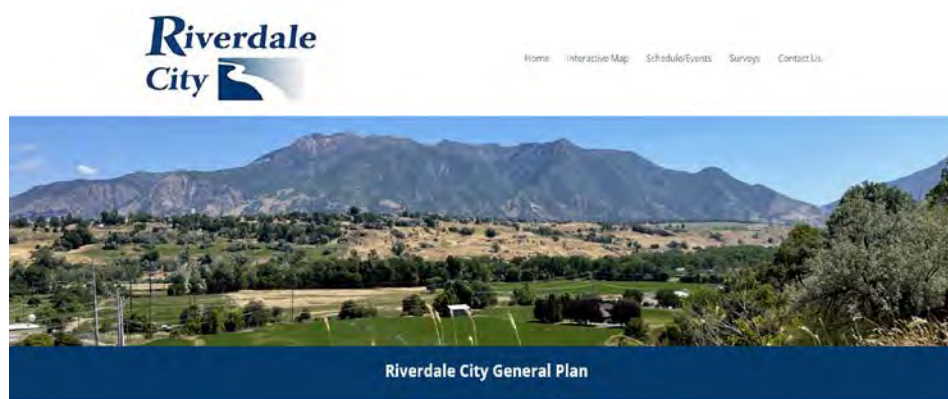 Riverdale
City
Home Interactive Map Schedule/Events Surveys Contact Us
Riverdale City General Plan